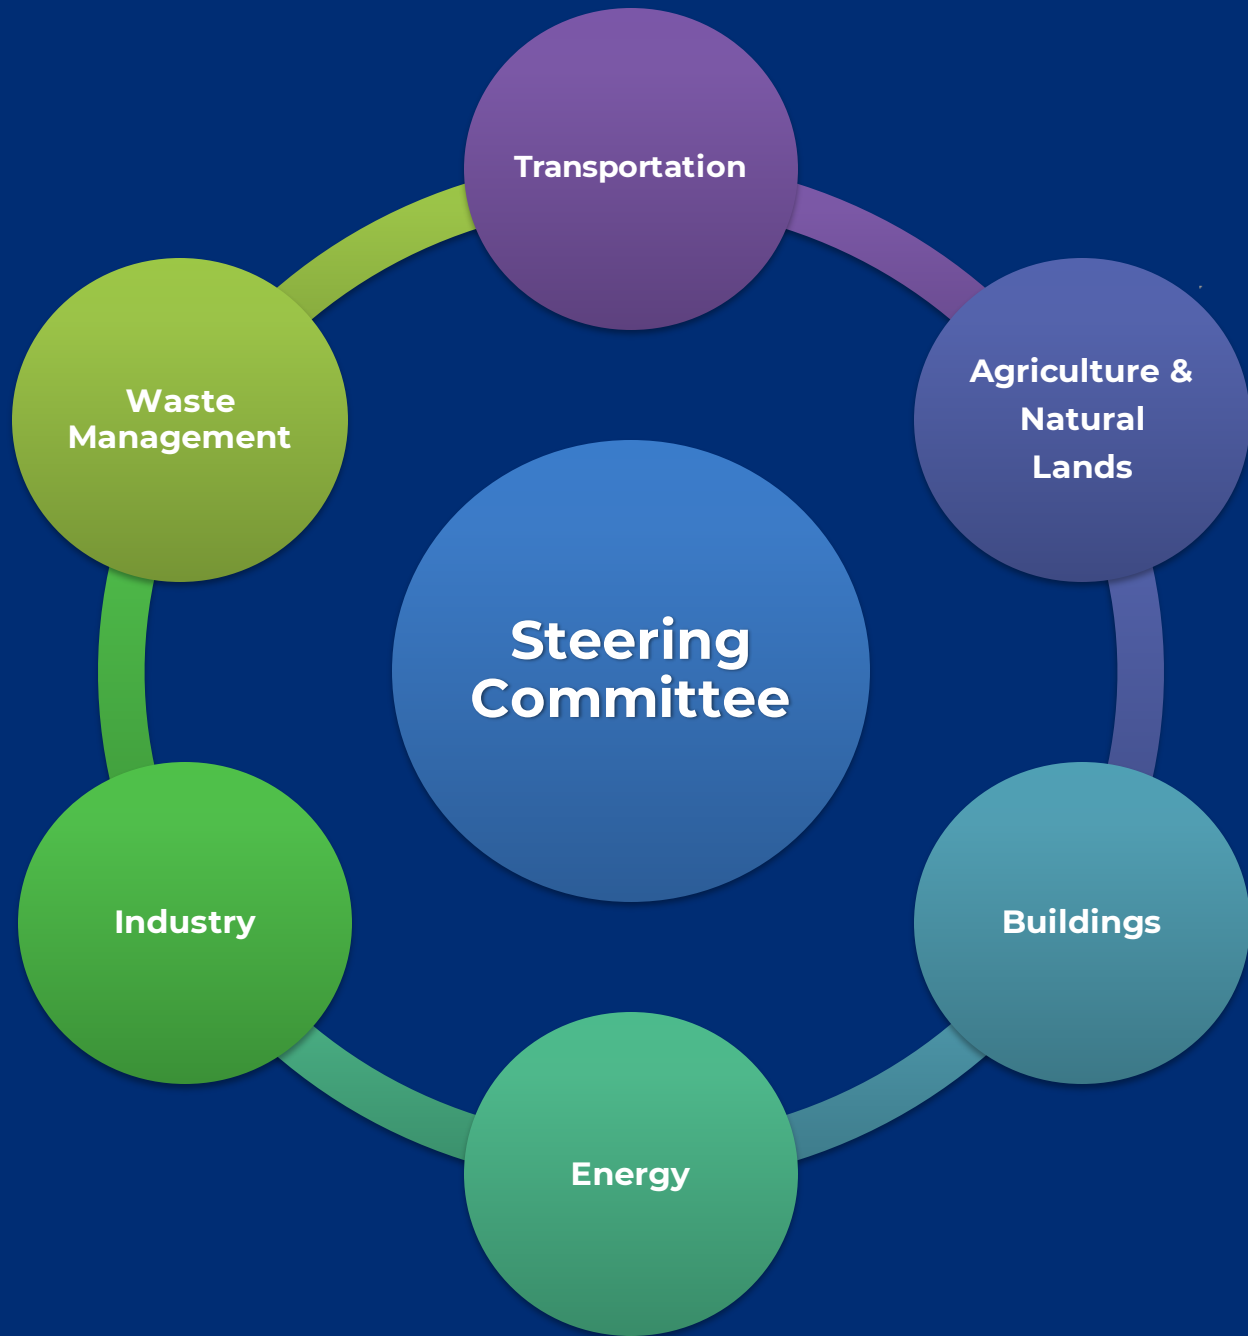 Transportation
Agriculture &
Natural
Lands
Waste
Management
Steering
Committee
Industry
Buildings
Energy